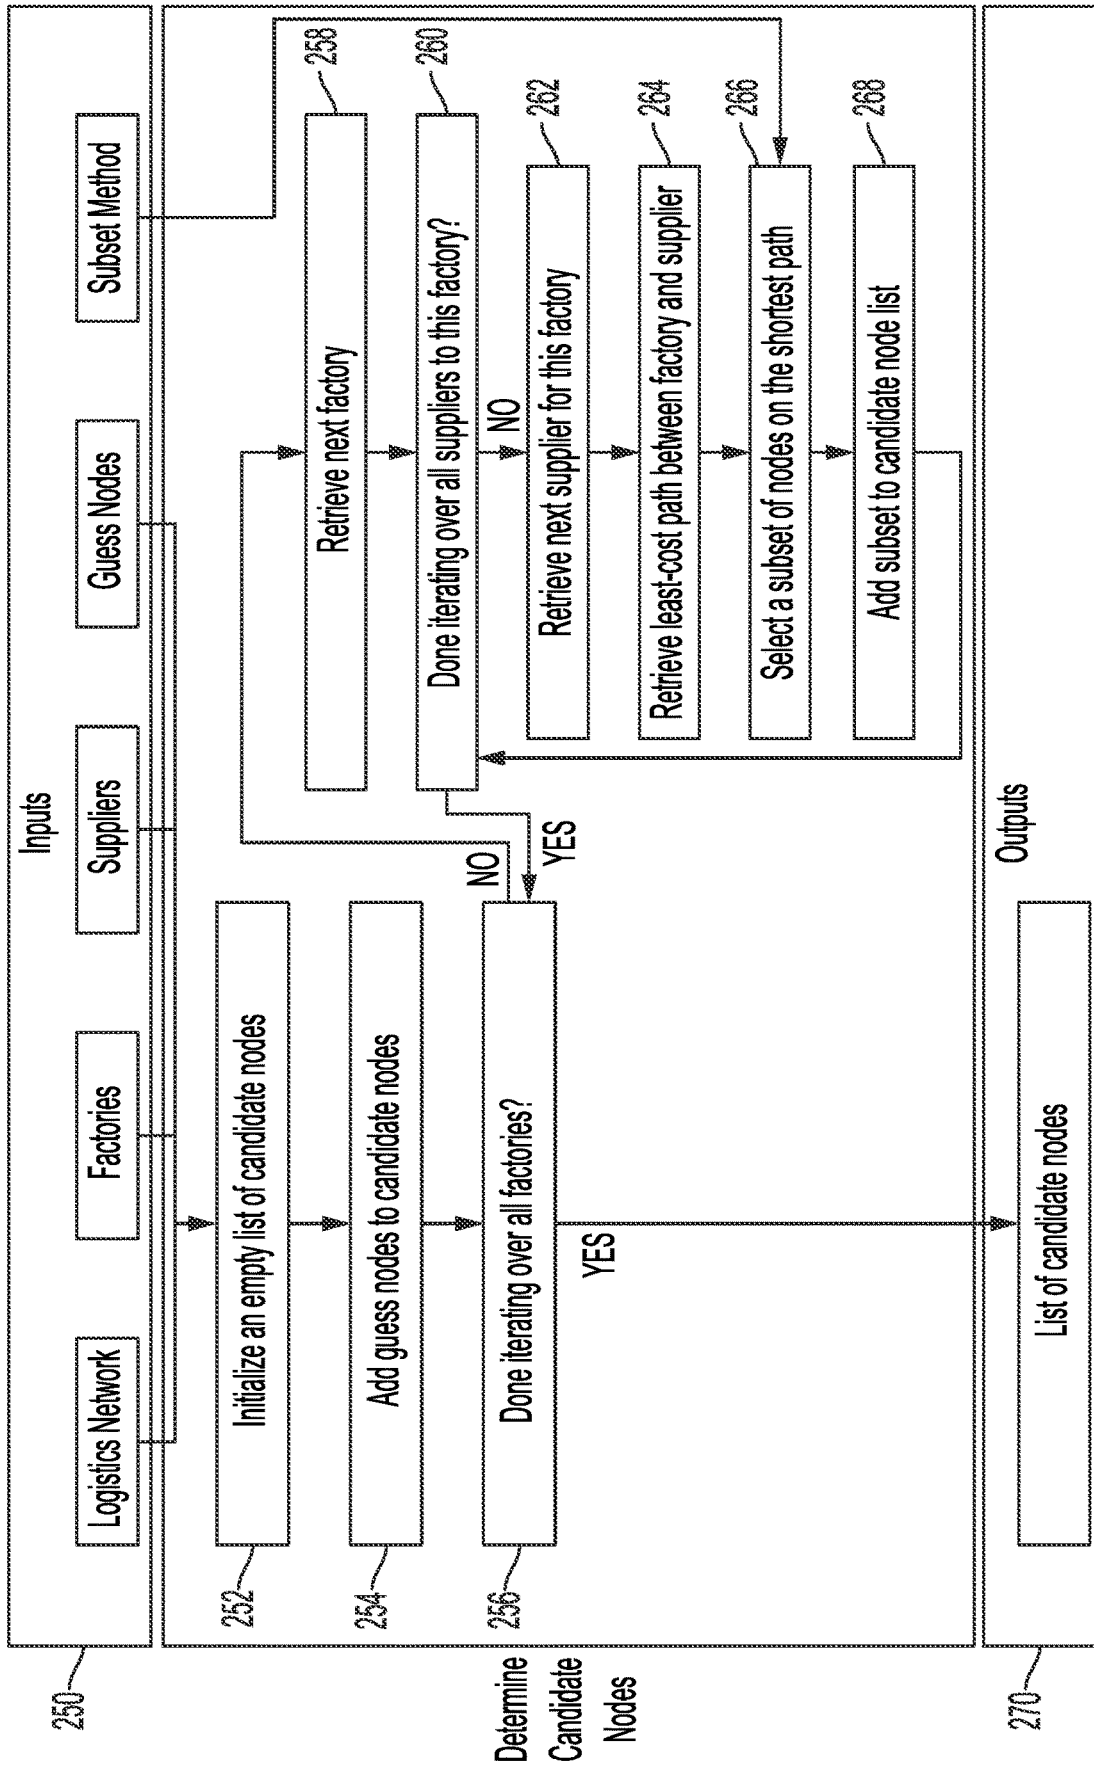 Inputs
250
Logistics Network
Factories
Suppliers
Guess Nodes
Subset Method
Determine
Candidate
Nodes
252
Initialize an empty list of candidate nodes
254
Add guess nodes to candidate nodes
256
Done iterating over all factories?
NO
YES
YES
Retrieve next factory
258
Done iterating over all suppliers to this factory?
260
NO
Retrieve next supplier for this factory
262
Retrieve least-cost path between factory and supplier
264
Select a subset of nodes on the shortest path
266
Add subset to candidate node list
268
Outputs
270
List of candidate nodes